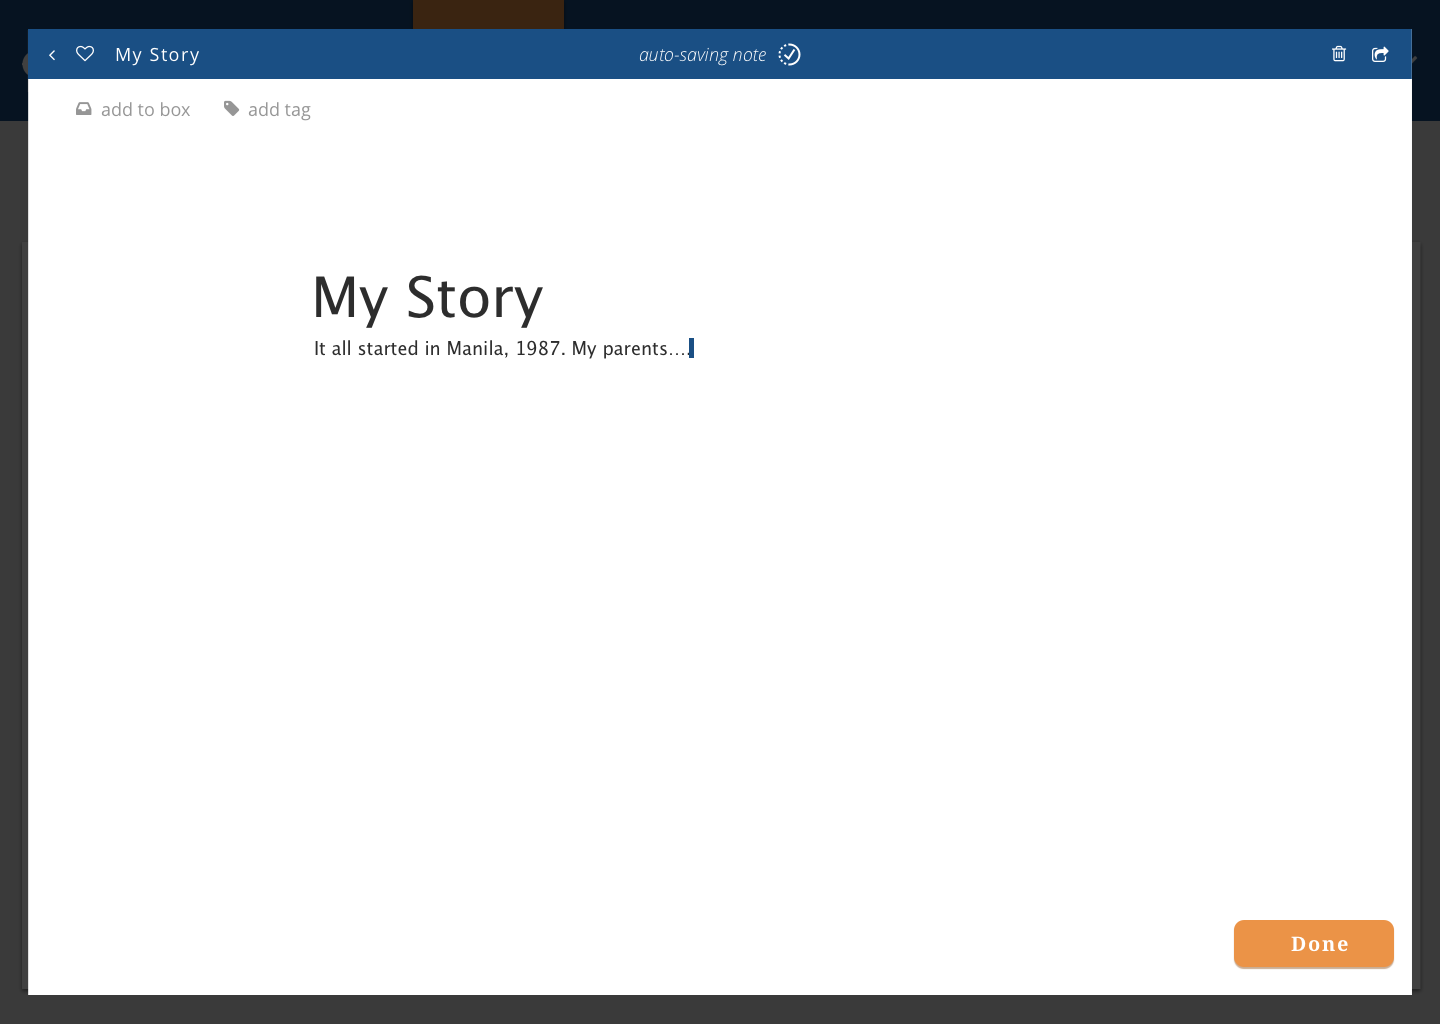 My Story
auto-saving note
add to box
add tag
My Story
It all started in Manila, 1987. My parents....
Done